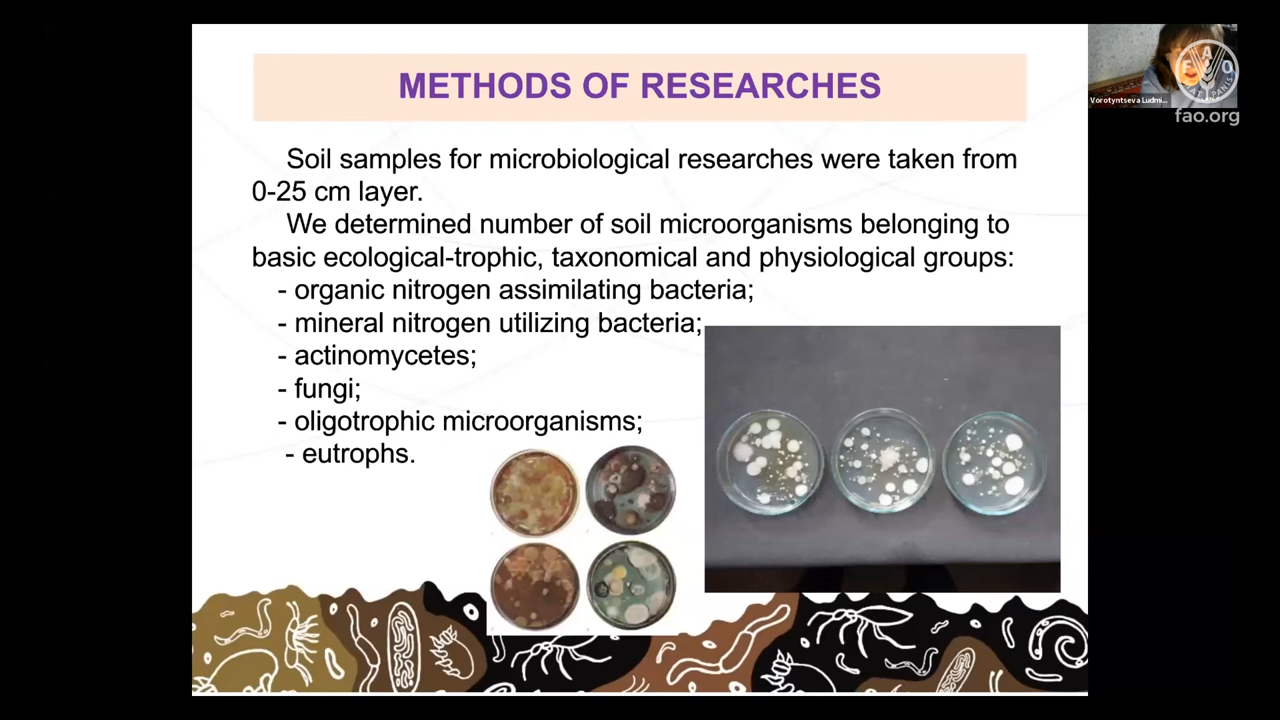 METHODS OF RESEARCHES
Soil samples for microbiological researches were taken from
0-25 cm layer.
We determined number of soil microorganisms belonging to
basic ecological-trophic, taxonomical and physiological groups:
- organic nitrogen assimilating bacteria;
- mineral nitrogen utilizing bacteria;
- actinomycetes;
- fungi;
- oligotrophic microorganisms;
- eutrophs.
Vorotyntseva Ludmi...
F A O
fao.org